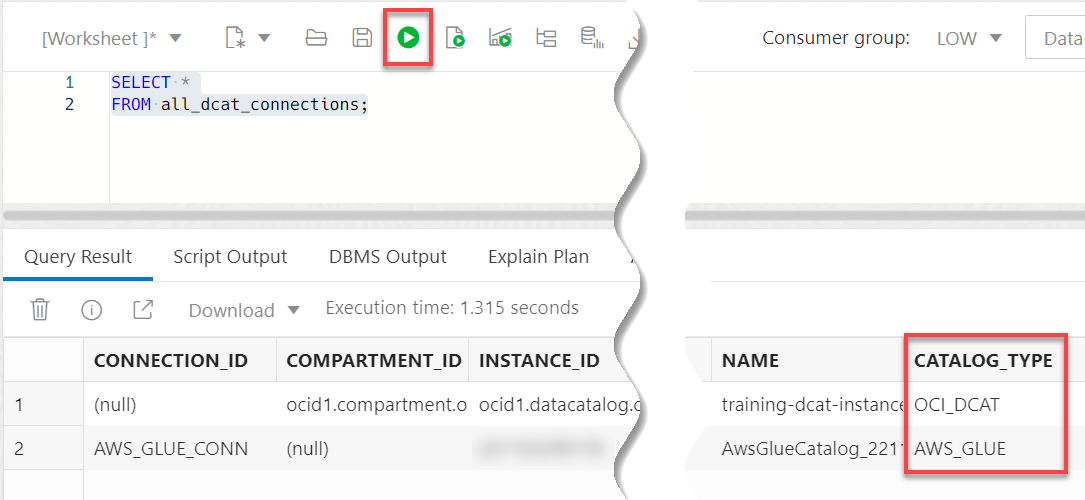 [Worksheet ]*
Consumer group: LOW
Data
1 SELECT *
2 FROM all_dcat_connections;
Query Result Script Output DBMS Output Explain Plan
Download Execution time: 1.315 seconds
CONNECTION_ID COMPARTMENT_ID INSTANCE_ID NAME CATALOG_TYPE
1 (null) ocid1.compartment.o ocid1.datacatalog.o training-dcat-instance OCI_DCAT
2 AWS_GLUE_CONN (null) AwsGlueCatalog_2211 AWS_GLUE